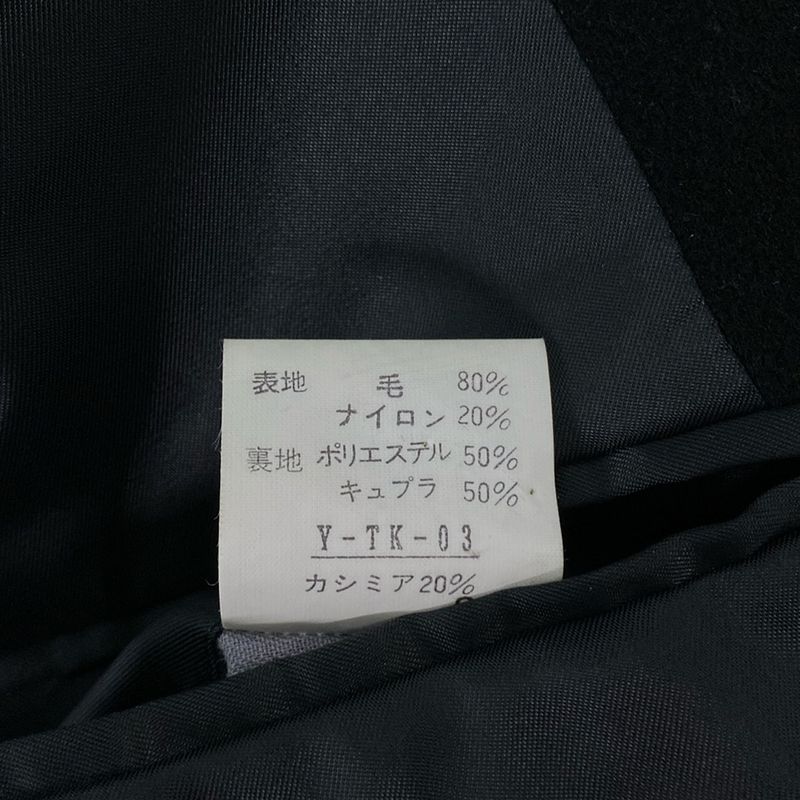 表地 毛 80%
ナイロン 20%
裏地 ポリエステル 50%
キュプラ 50%
Y-TK-03
カシミア20%